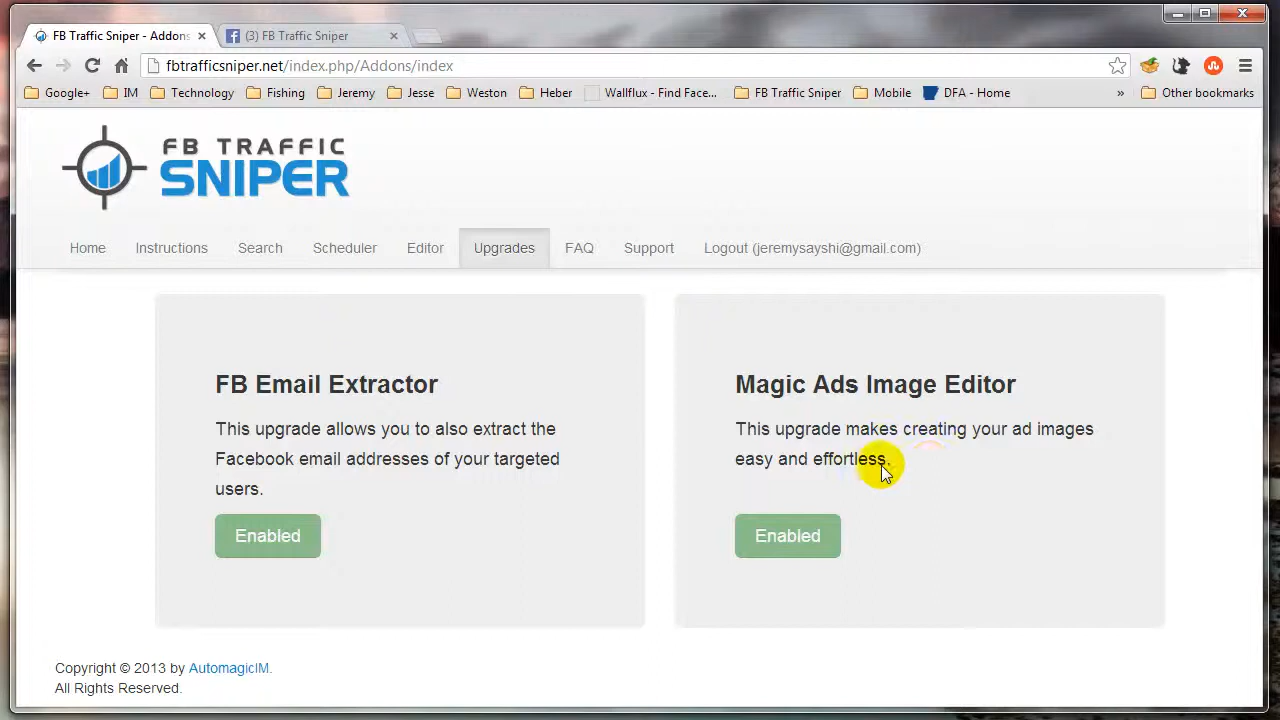 FB Traffic Sniper - Addons
(3) FB Traffic Sniper
fbtrafficsniper.net/index.php/Addons/index
Google+ IM Technology Fishing Jeremy Jesse Weston Heber Wallflux - Find Face... FB Traffic Sniper Mobile DFA - Home » Other bookmarks
FB TRAFFIC
SNIPER
Home Instructions Search Scheduler Editor Upgrades FAQ Support Logout (jeremysayshi@gmail.com)
FB Email Extractor
This upgrade allows you to also extract the
Facebook email addresses of your targeted
users.
Enabled
Magic Ads Image Editor
This upgrade makes creating your ad images
easy and effortless.
Enabled
Copyright © 2013 by AutomagicIM.
All Rights Reserved.